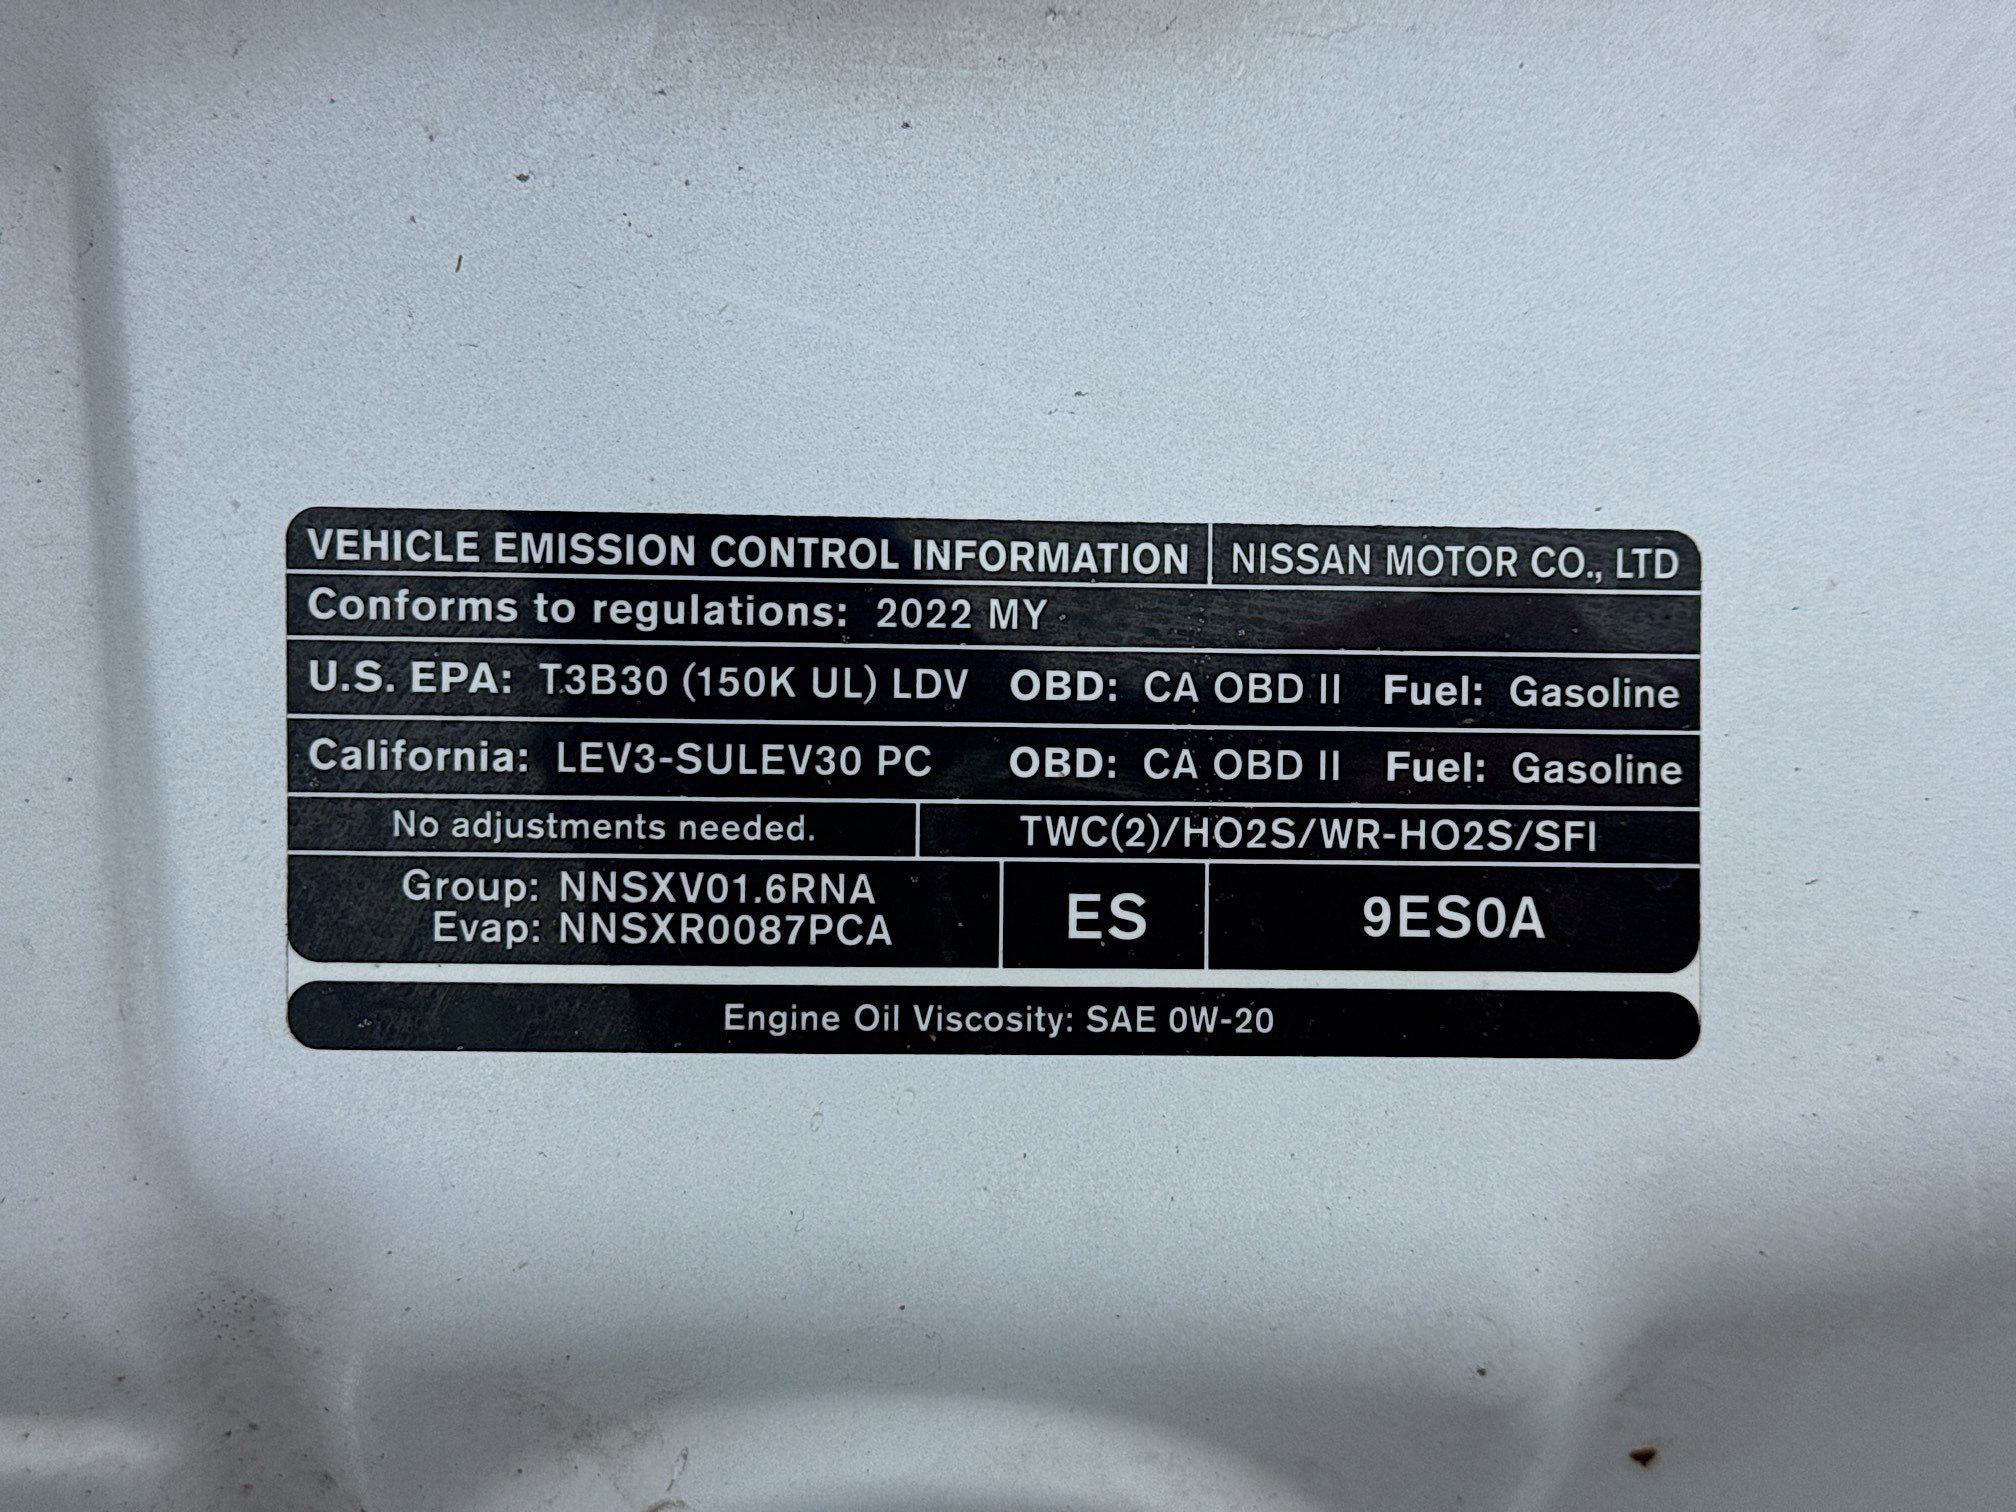 VEHICLE EMISSION CONTROL INFORMATION NISSAN MOTOR CO., LTD
Conforms to regulations: 2022 MY
U.S. EPA: T3B30 (150K UL) LDV OBD: CA OBD II Fuel: Gasoline
California: LEV3-SULEV30 PC OBD: CA OBD II Fuel: Gasoline
No adjustments needed. TWC(2)/HO2S/WR-HO2S/SFI
Group: NNSXV01.6RNA
Evap: NNSXR0087PCA
ES
9ES0A
Engine Oil Viscosity: SAE 0W-20